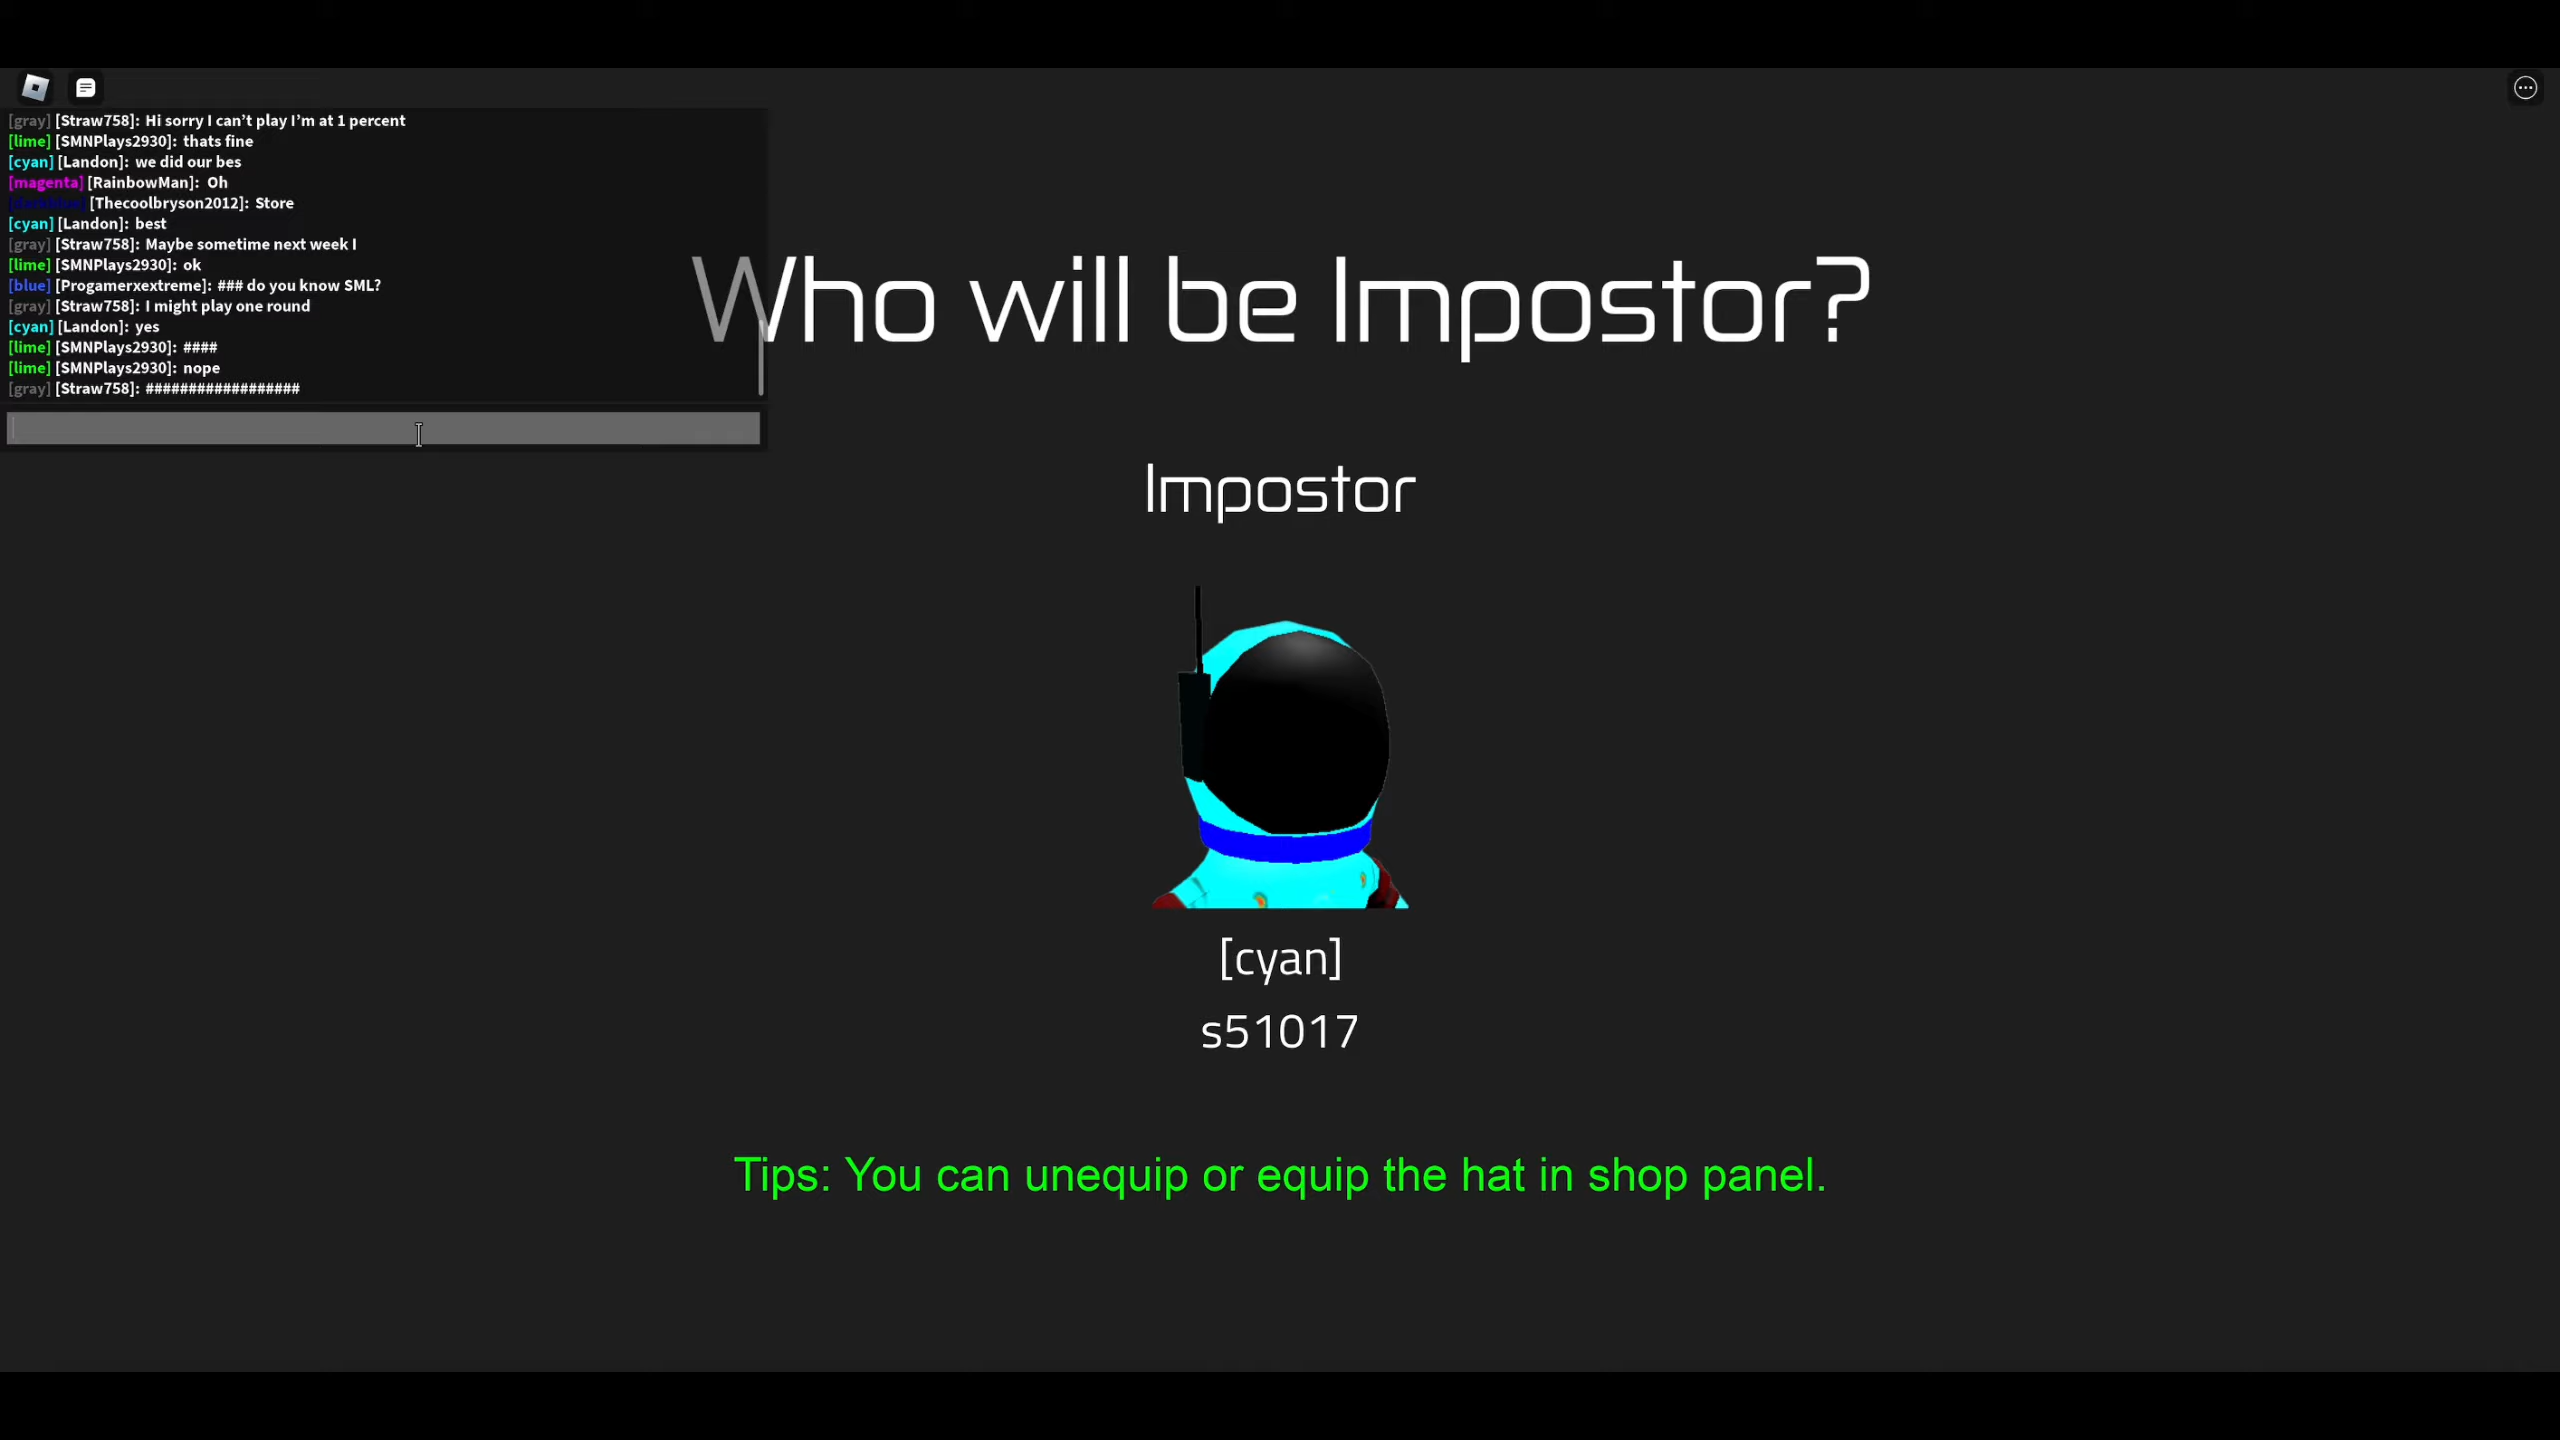 [gray] [Straw758]: Hi sorry I can’t play I’m at 1 percent
[lime] [SMNPlays2930]: thats fine
[cyan] [Landon]: we did our bes
[magenta] [RainbowMan]: Oh
[darkblue] [Thecoolbryson2012]: Store
[cyan] [Landon]: best
[gray] [Straw758]: Maybe sometime next week I
[lime] [SMNPlays2930]: ok
[blue] [Progamerxextreme]: ### do you know SML?
[gray] [Straw758]: I might play one round
[cyan] [Landon]: yes
[lime] [SMNPlays2930]: ####
[lime] [SMNPlays2930]: nope
[gray] [Straw758]: ##################
Who will be Impostor?
Impostor
[cyan]
s51017
Tips: You can unequip or equip the hat in shop panel.